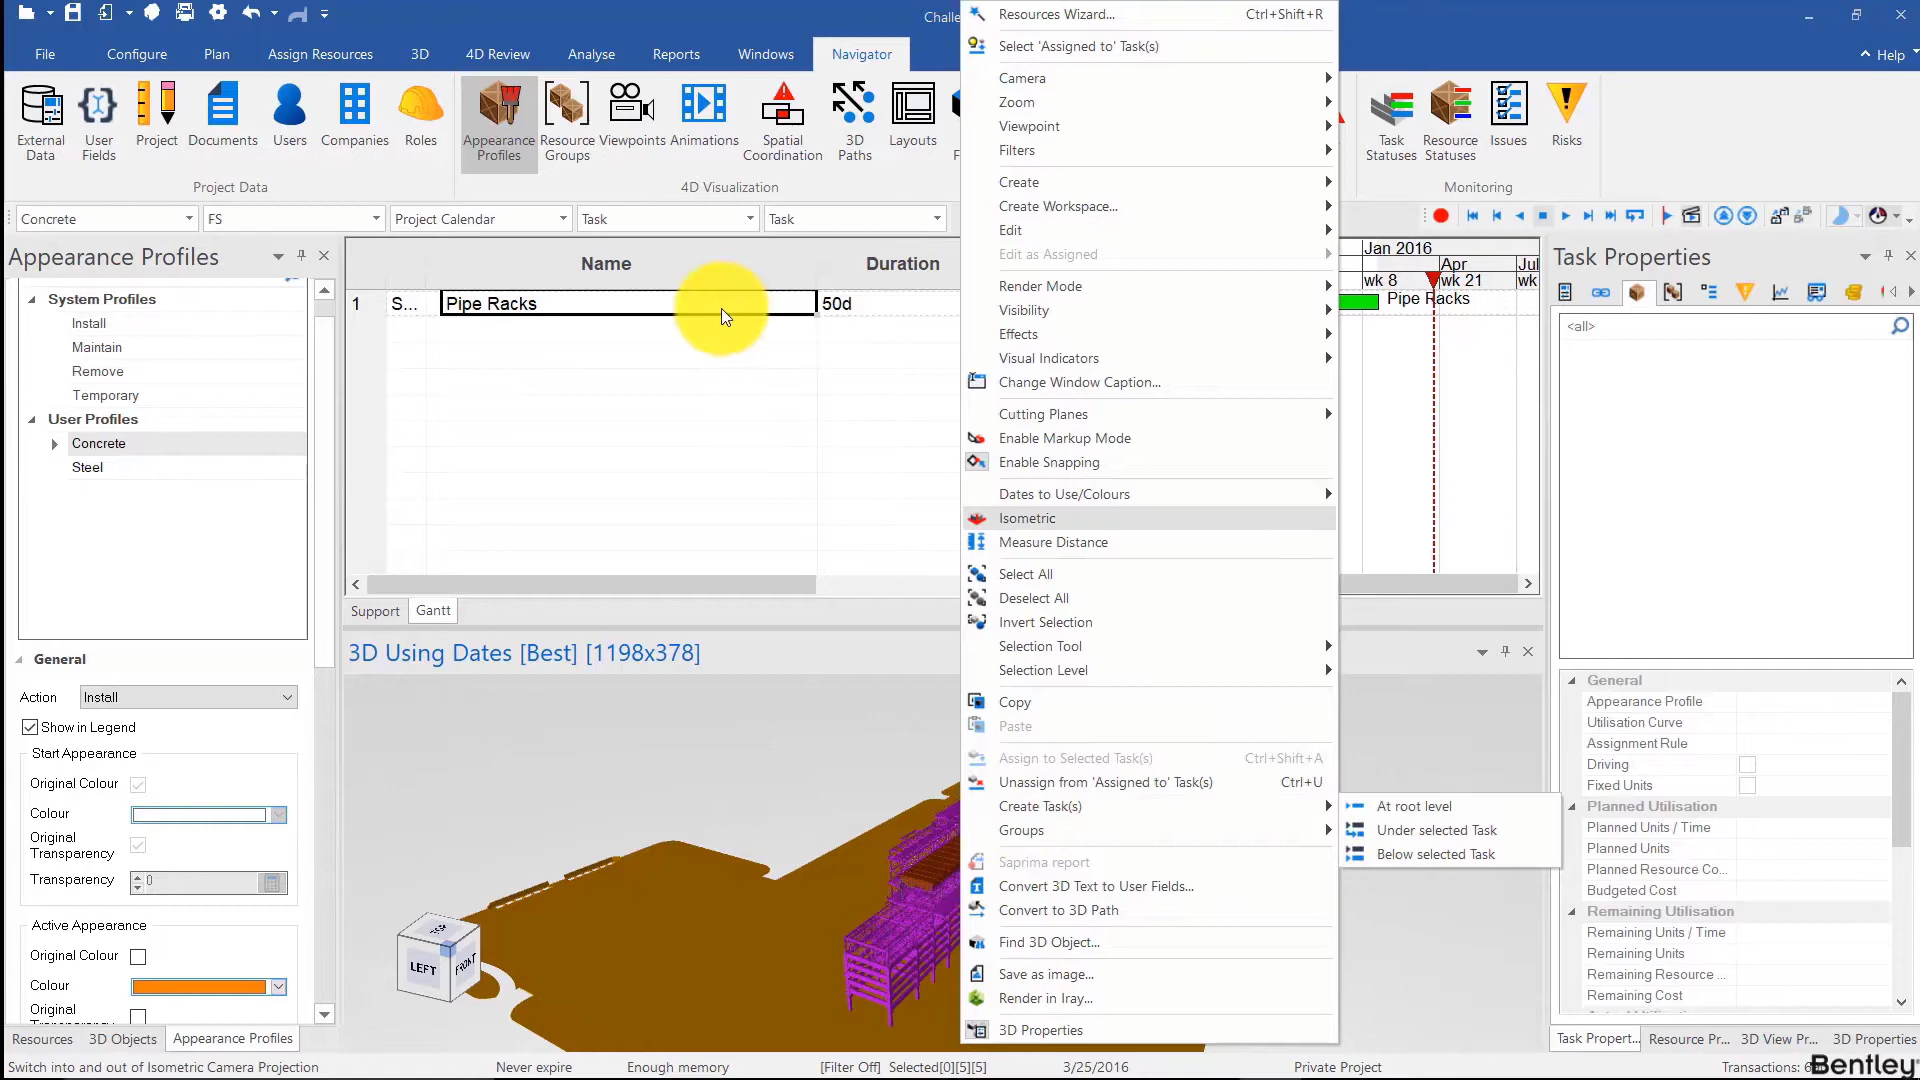 Challe
File
Configure
Plan
Assign Resources
3D
4D Review
Analyse
Reports
Windows
Navigator
Help
External Data
User Fields
Project
Documents
Users
Companies
Roles
Project Data
Appearance Profiles
Resource Groups
Viewpoints
Animations
Spatial Coordination
3D Paths
Layouts
F
4D Visualization
Task Statuses
Resource Statuses
Issues
Risks
Monitoring
Concrete
FS
Project Calendar
Task
Task
Appearance Profiles
System Profiles
Install
Maintain
Remove
Temporary
User Profiles
Concrete
Steel
General
Action
Install
Show in Legend
Start Appearance
Original Colour
Colour
Original Transparency
Transparency
0
Active Appearance
Original Colour
Colour
Original
Resources
3D Objects
Appearance Profiles
Name
Duration
1
S...
Pipe Racks
50d
Jan 2016
Apr
Jul
wk 8
wk 21
wk
Pipe Racks
Support
Gantt
3D Using Dates [Best] [1198x378]
TOP
LEFT
FRONT
Resources Wizard...
Ctrl+Shift+R
Select 'Assigned to' Task(s)
Camera
Zoom
Viewpoint
Filters
Create
Create Workspace...
Edit
Edit as Assigned
Render Mode
Visibility
Effects
Visual Indicators
Change Window Caption...
Cutting Planes
Enable Markup Mode
Enable Snapping
Dates to Use/Colours
Isometric
Measure Distance
Select All
Deselect All
Invert Selection
Selection Tool
Selection Level
Copy
Paste
Assign to Selected Task(s)
Ctrl+Shift+A
Unassign from 'Assigned to' Task(s)
Ctrl+U
Create Task(s)
Groups
Saprima report
Convert 3D Text to User Fields...
Convert to 3D Path
Find 3D Object...
Save as image...
Render in Iray...
3D Properties
At root level
Under selected Task
Below selected Task
Task Properties
<all>
General
Appearance Profile
Utilisation Curve
Assignment Rule
Driving
Fixed Units
Planned Utilisation
Planned Units / Time
Planned Units
Planned Resource Co...
Budgeted Cost
Remaining Utilisation
Remaining Units / Time
Remaining Units
Remaining Resource ...
Remaining Cost
Task Propert...
Resource Pr...
3D View Pr...
3D Properties
Switch into and out of Isometric Camera Projection
Never expire
Enough memory
[Filter Off]
Selected[0][5][5]
3/25/2016
Private Project
Transactions: 6
Bentley